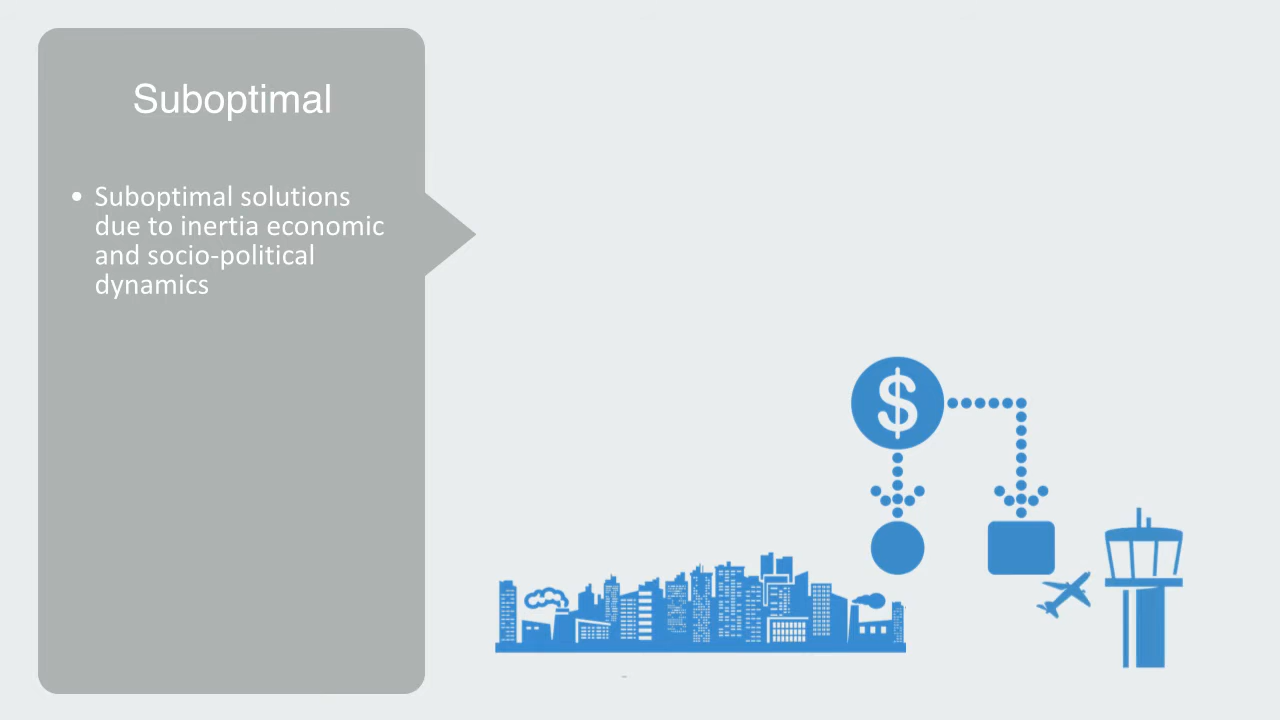 Suboptimal
• Suboptimal solutions
due to inertia economic
and socio-political
dynamics
$